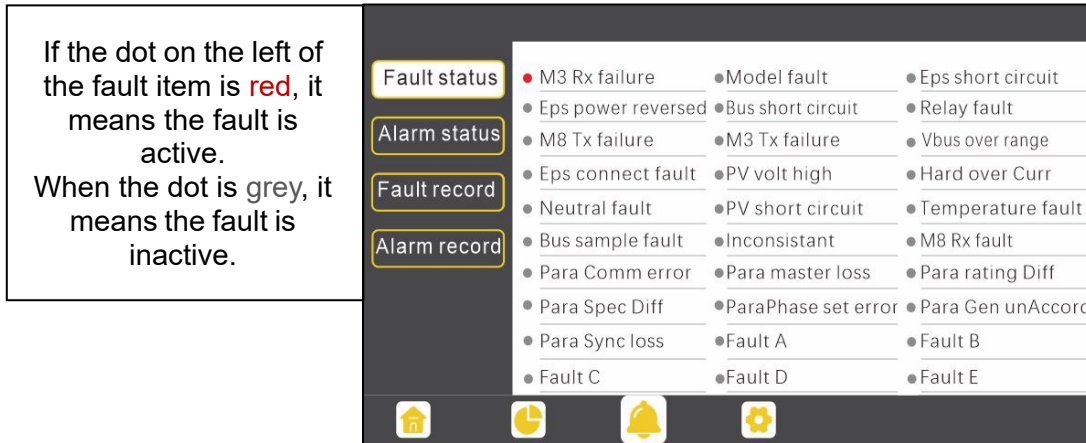 If the dot on the left of
the fault item is red, it
means the fault is
active.
When the dot is grey, it
means the fault is
inactive.
Fault status
Alarm status
Fault record
Alarm record
M3 Rx failure Model fault Eps short circuit
Eps power reversed Bus short circuit Relay fault
M8 Tx failure M3 Tx failure Vbus over range
Eps connect fault PV volt high Hard over Curr
Neutral fault PV short circuit Temperature fault
Bus sample fault Inconsistant M8 Rx fault
Para Comm error Para master loss Para rating Diff
Para Spec Diff ParaPhase set error Para Gen unAccord
Para Sync loss Fault A Fault B
Fault C Fault D Fault E